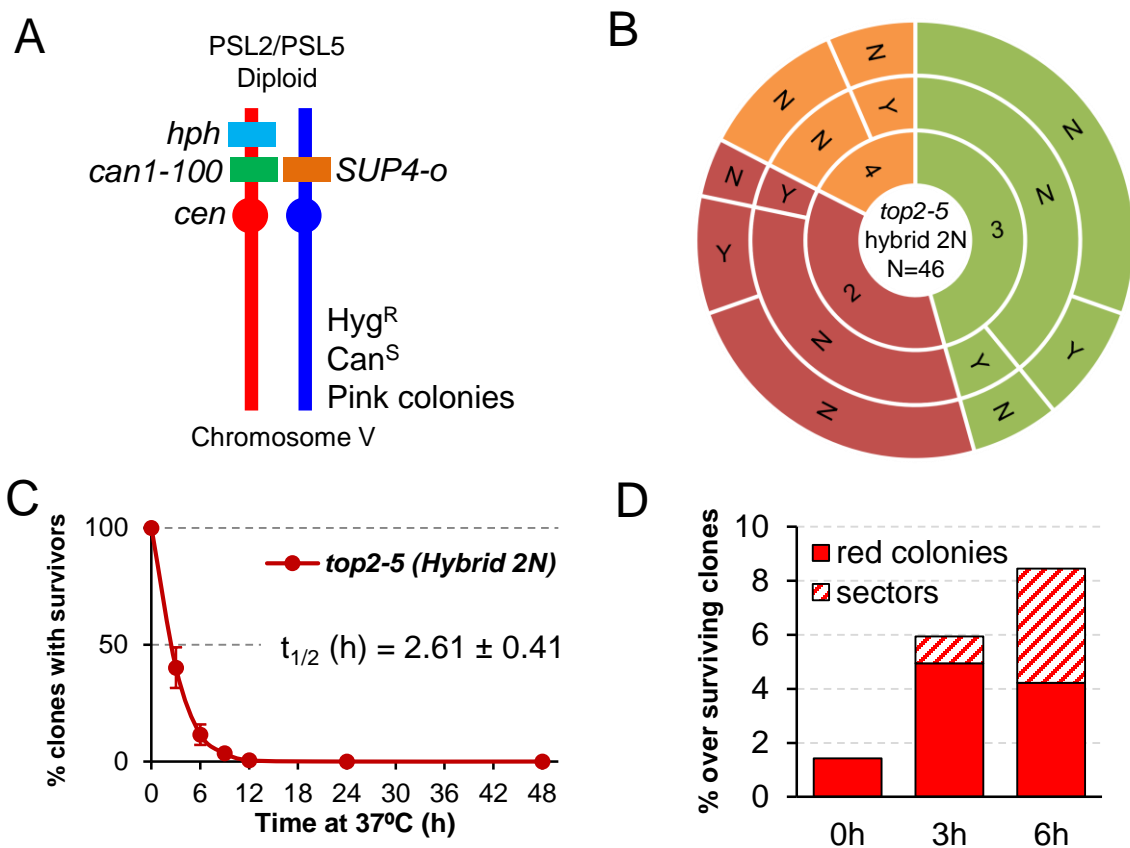 A
PSL2/PSL5
Diploid
hph
can1-100
SUP4-o
cen
Hyg^R
Can^S
Pink colonies
Chromosome V
B
N
N
N
Y
N
Y
N
N
Y
4
3
top2-5
hybrid 2N
N=46
2
Y
N
N
Y
Y
N
N
C
% clones with survivors
100
50
0
top2-5 (Hybrid 2N)
t1/2 (h) = 2.61 ± 0.41
0 6 12 18 24 30 36 42 48
Time at 37ºC (h)
D
% over surviving clones
10
8
6
4
2
0
red colonies
sectors
0h 3h 6h